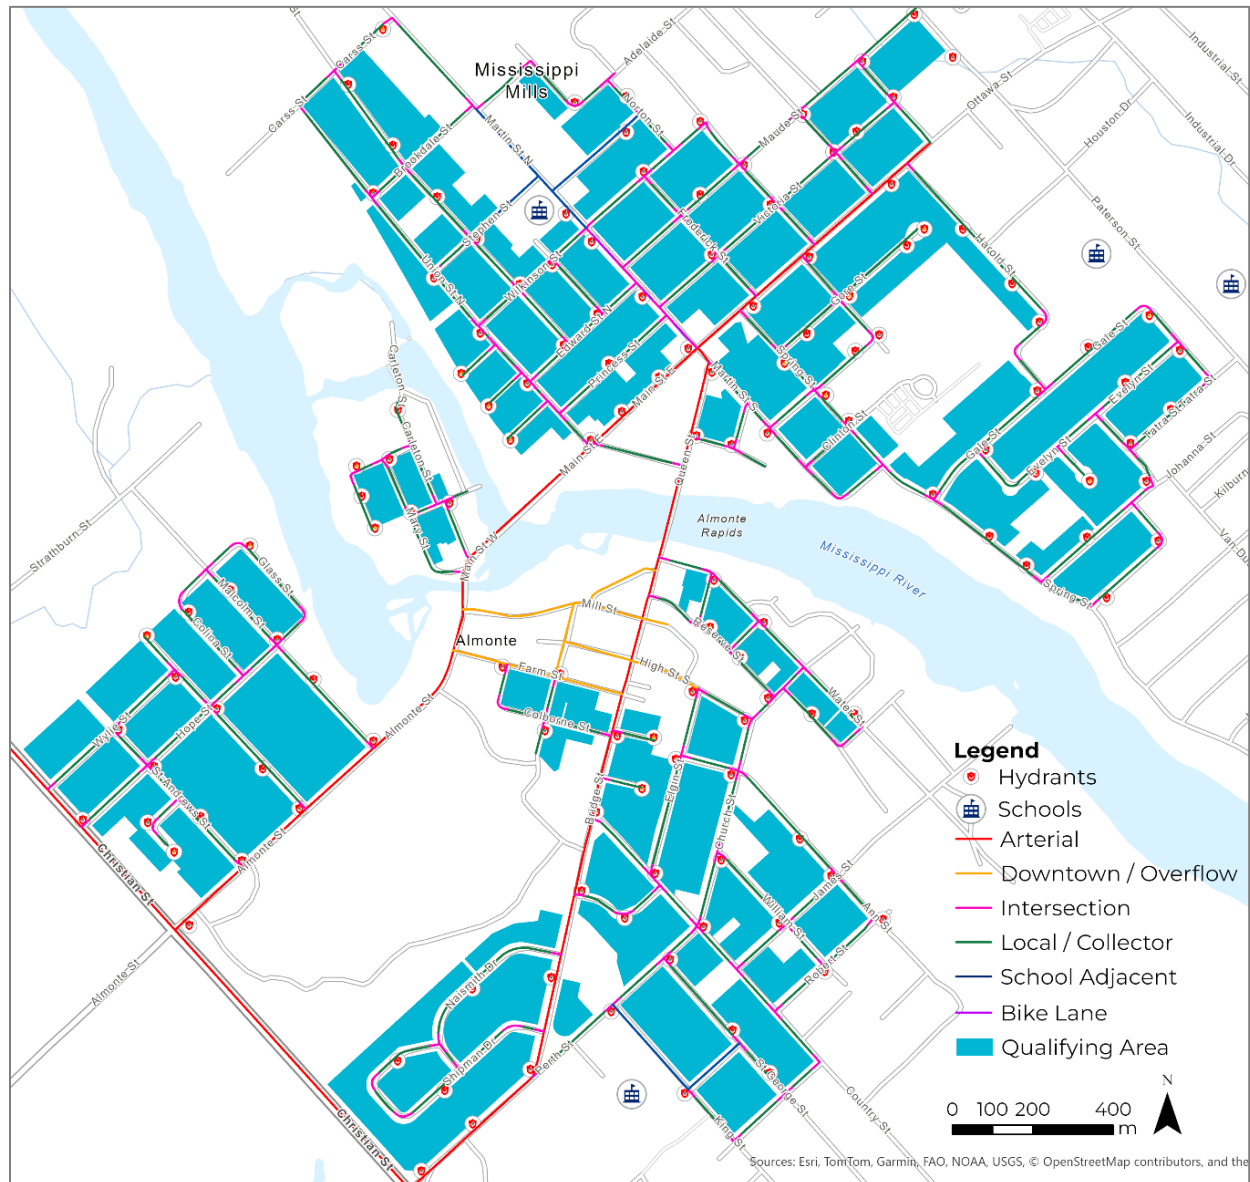 Carss St
Carss St
Mississippi
Mills
Adelaide St
Industrial St
Ottawa St
Houston Dr
Industrial Dr
Norton St
Maude St
Martin St N
Brookdale St
Stephen St
Victoria St
Frederick St
Paterson St
Harold St
Union St N
Wilkinson St
Gore St
Edward St N
Princess St
Spring St
Gale St
Evelyn St
Tatra St
Tatra St
Carleton St
Main St E
Martin St S
Clinton St
Gale St
Evelyn St
Johanna St
Carleton St
Main St E
Queen St
Mary St
Almonte
Rapids
Mississippi River
Strathburn St
Main St W
Spring St
Glass St
Malcolm St
Colina St
Mill St
Reserve St
Almonte
Farm St
High St S
Water St
Wylie St
Hope St
Almonte St
Colborne St
St Andrews St
Elgin St
Bridge St
Church St
Almonte St
Christian St
James St
William St
Ann St
Robert St
Almonte St
Naismith Dr
Shipman Dr
Perth St
St George St
Country St
King St
Christian St
Legend
Hydrants
Schools
Arterial
Downtown / Overflow
Intersection
Local / Collector
School Adjacent
Bike Lane
Qualifying Area
N
0 100 200 400
m
Sources: Esri, TomTom, Garmin, FAO, NOAA, USGS, © OpenStreetMap contributors, and the